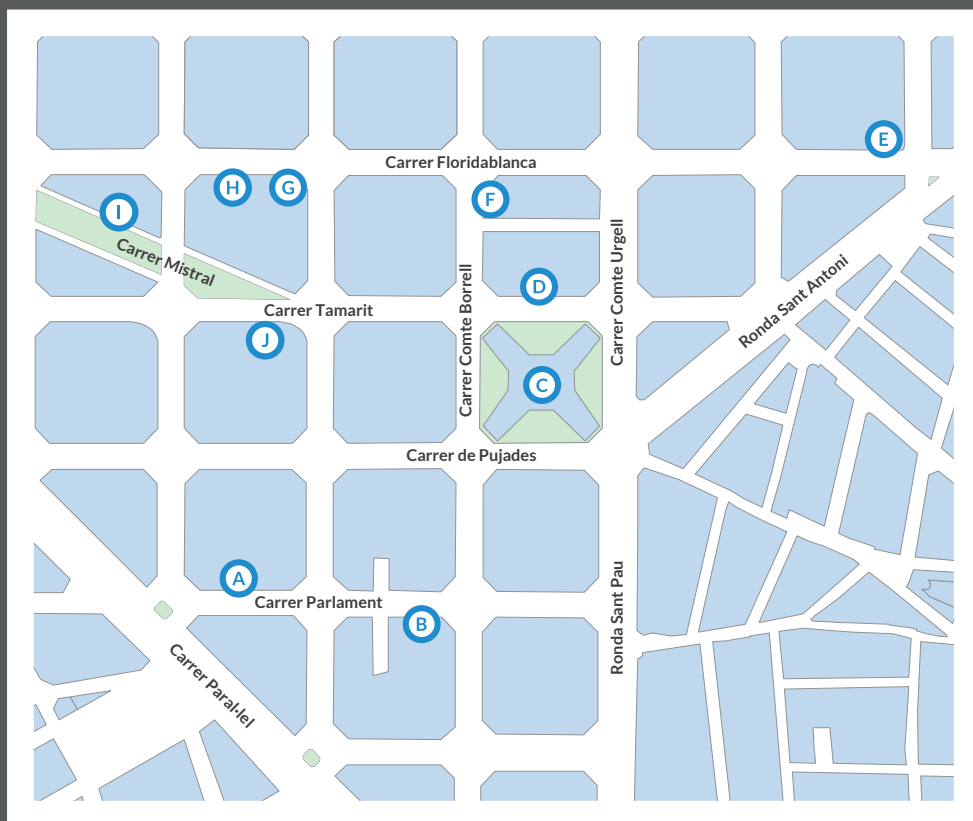 E
Carrer Floridablanca
H
G
F
I
Carrer Mistral
Carrer Comte Urgell
Ronda Sant Antoni
D
Carrer Tamarit
Carrer Comte Borrell
J
C
Carrer de Pujades
A
Carrer Parlament
B
Ronda Sant Pau
Carrer Paral·lel